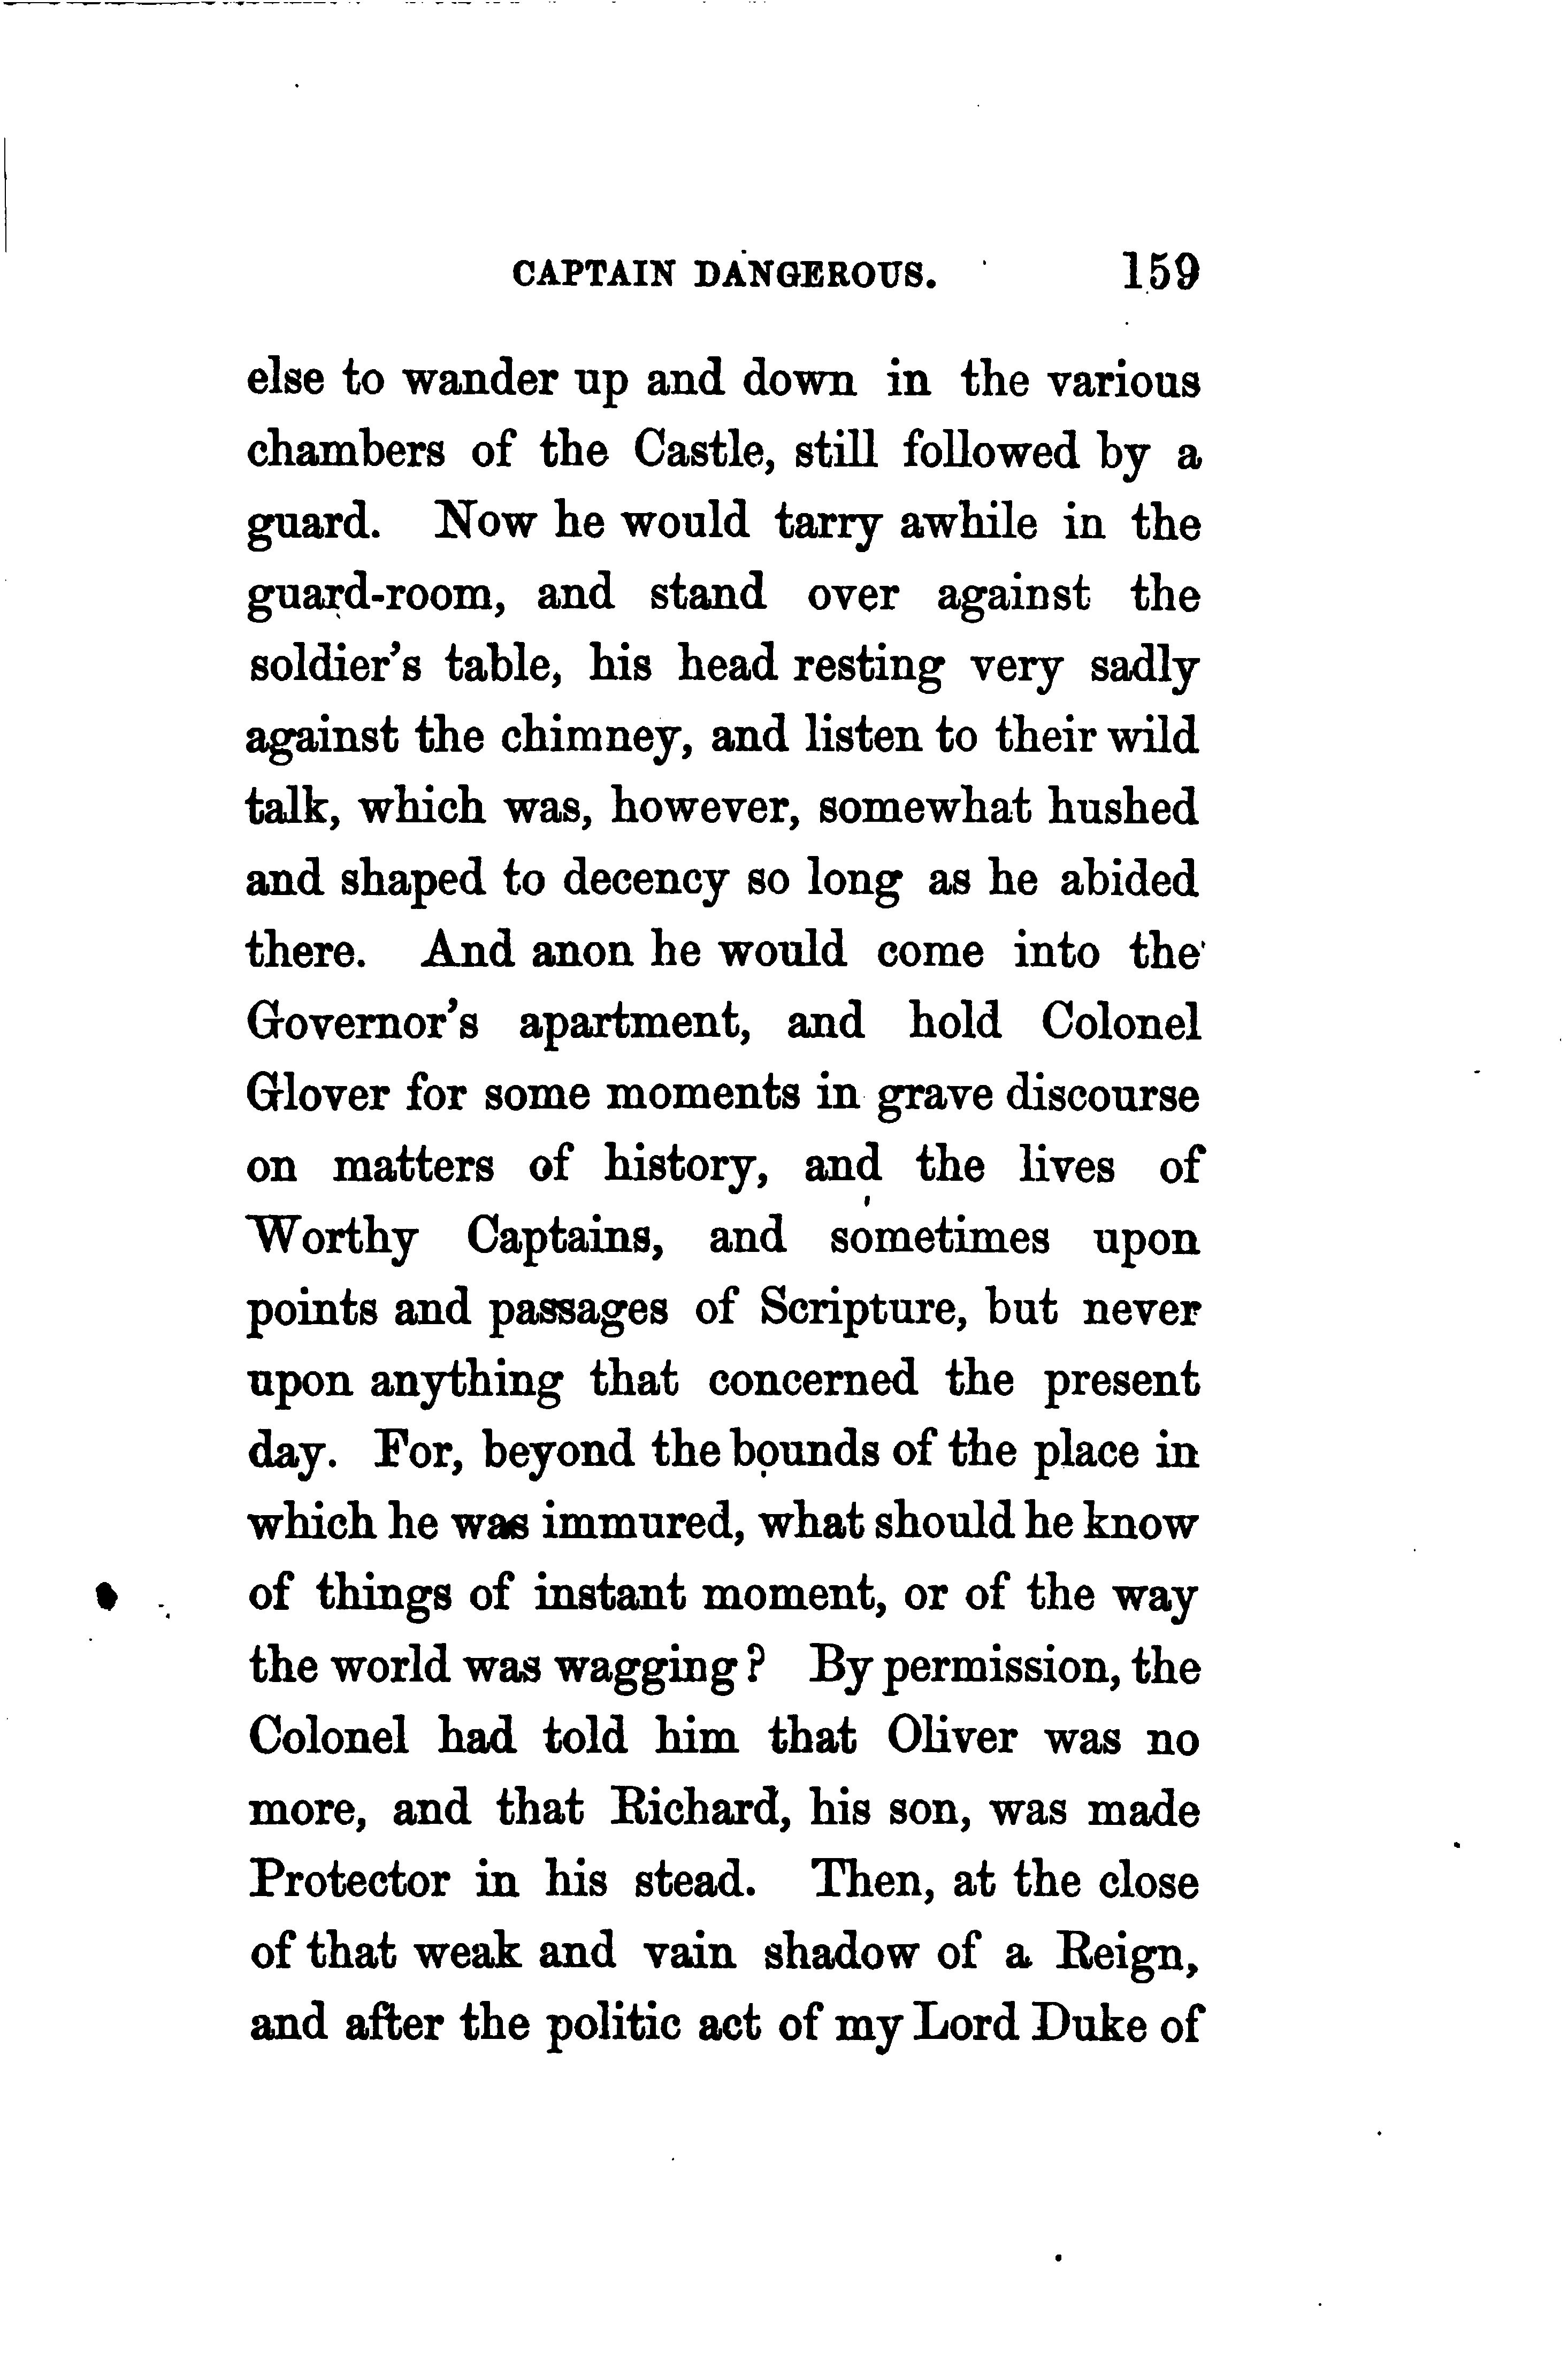 CAPTAIN DANGEROUS. 159
else to wander up and down in the various
chambers of the Castle, still followed by a
guard. Now he would tarry awhile in the
guard-room, and stand over against the
soldier's table, his head resting very sadly
against the chimney, and listen to their wild
talk, which was, however, somewhat hushed
and shaped to decency so long as he abided
there. And anon he would come into the
Governor's apartment, and hold Colonel
Glover for some moments in grave discourse
on matters of history, and the lives of
Worthy Captains, and sometimes upon
points and passages of Scripture, but never
upon anything that concerned the present
day. For, beyond the bounds of the place in
which he was immured, what should he know
of things of instant moment, or of the way
the world was wagging? By permission, the
Colonel had told him that Oliver was no
more, and that Richard, his son, was made
Protector in his stead. Then, at the close
of that weak and vain shadow of a Reign,
and after the politic act of my Lord Duke of